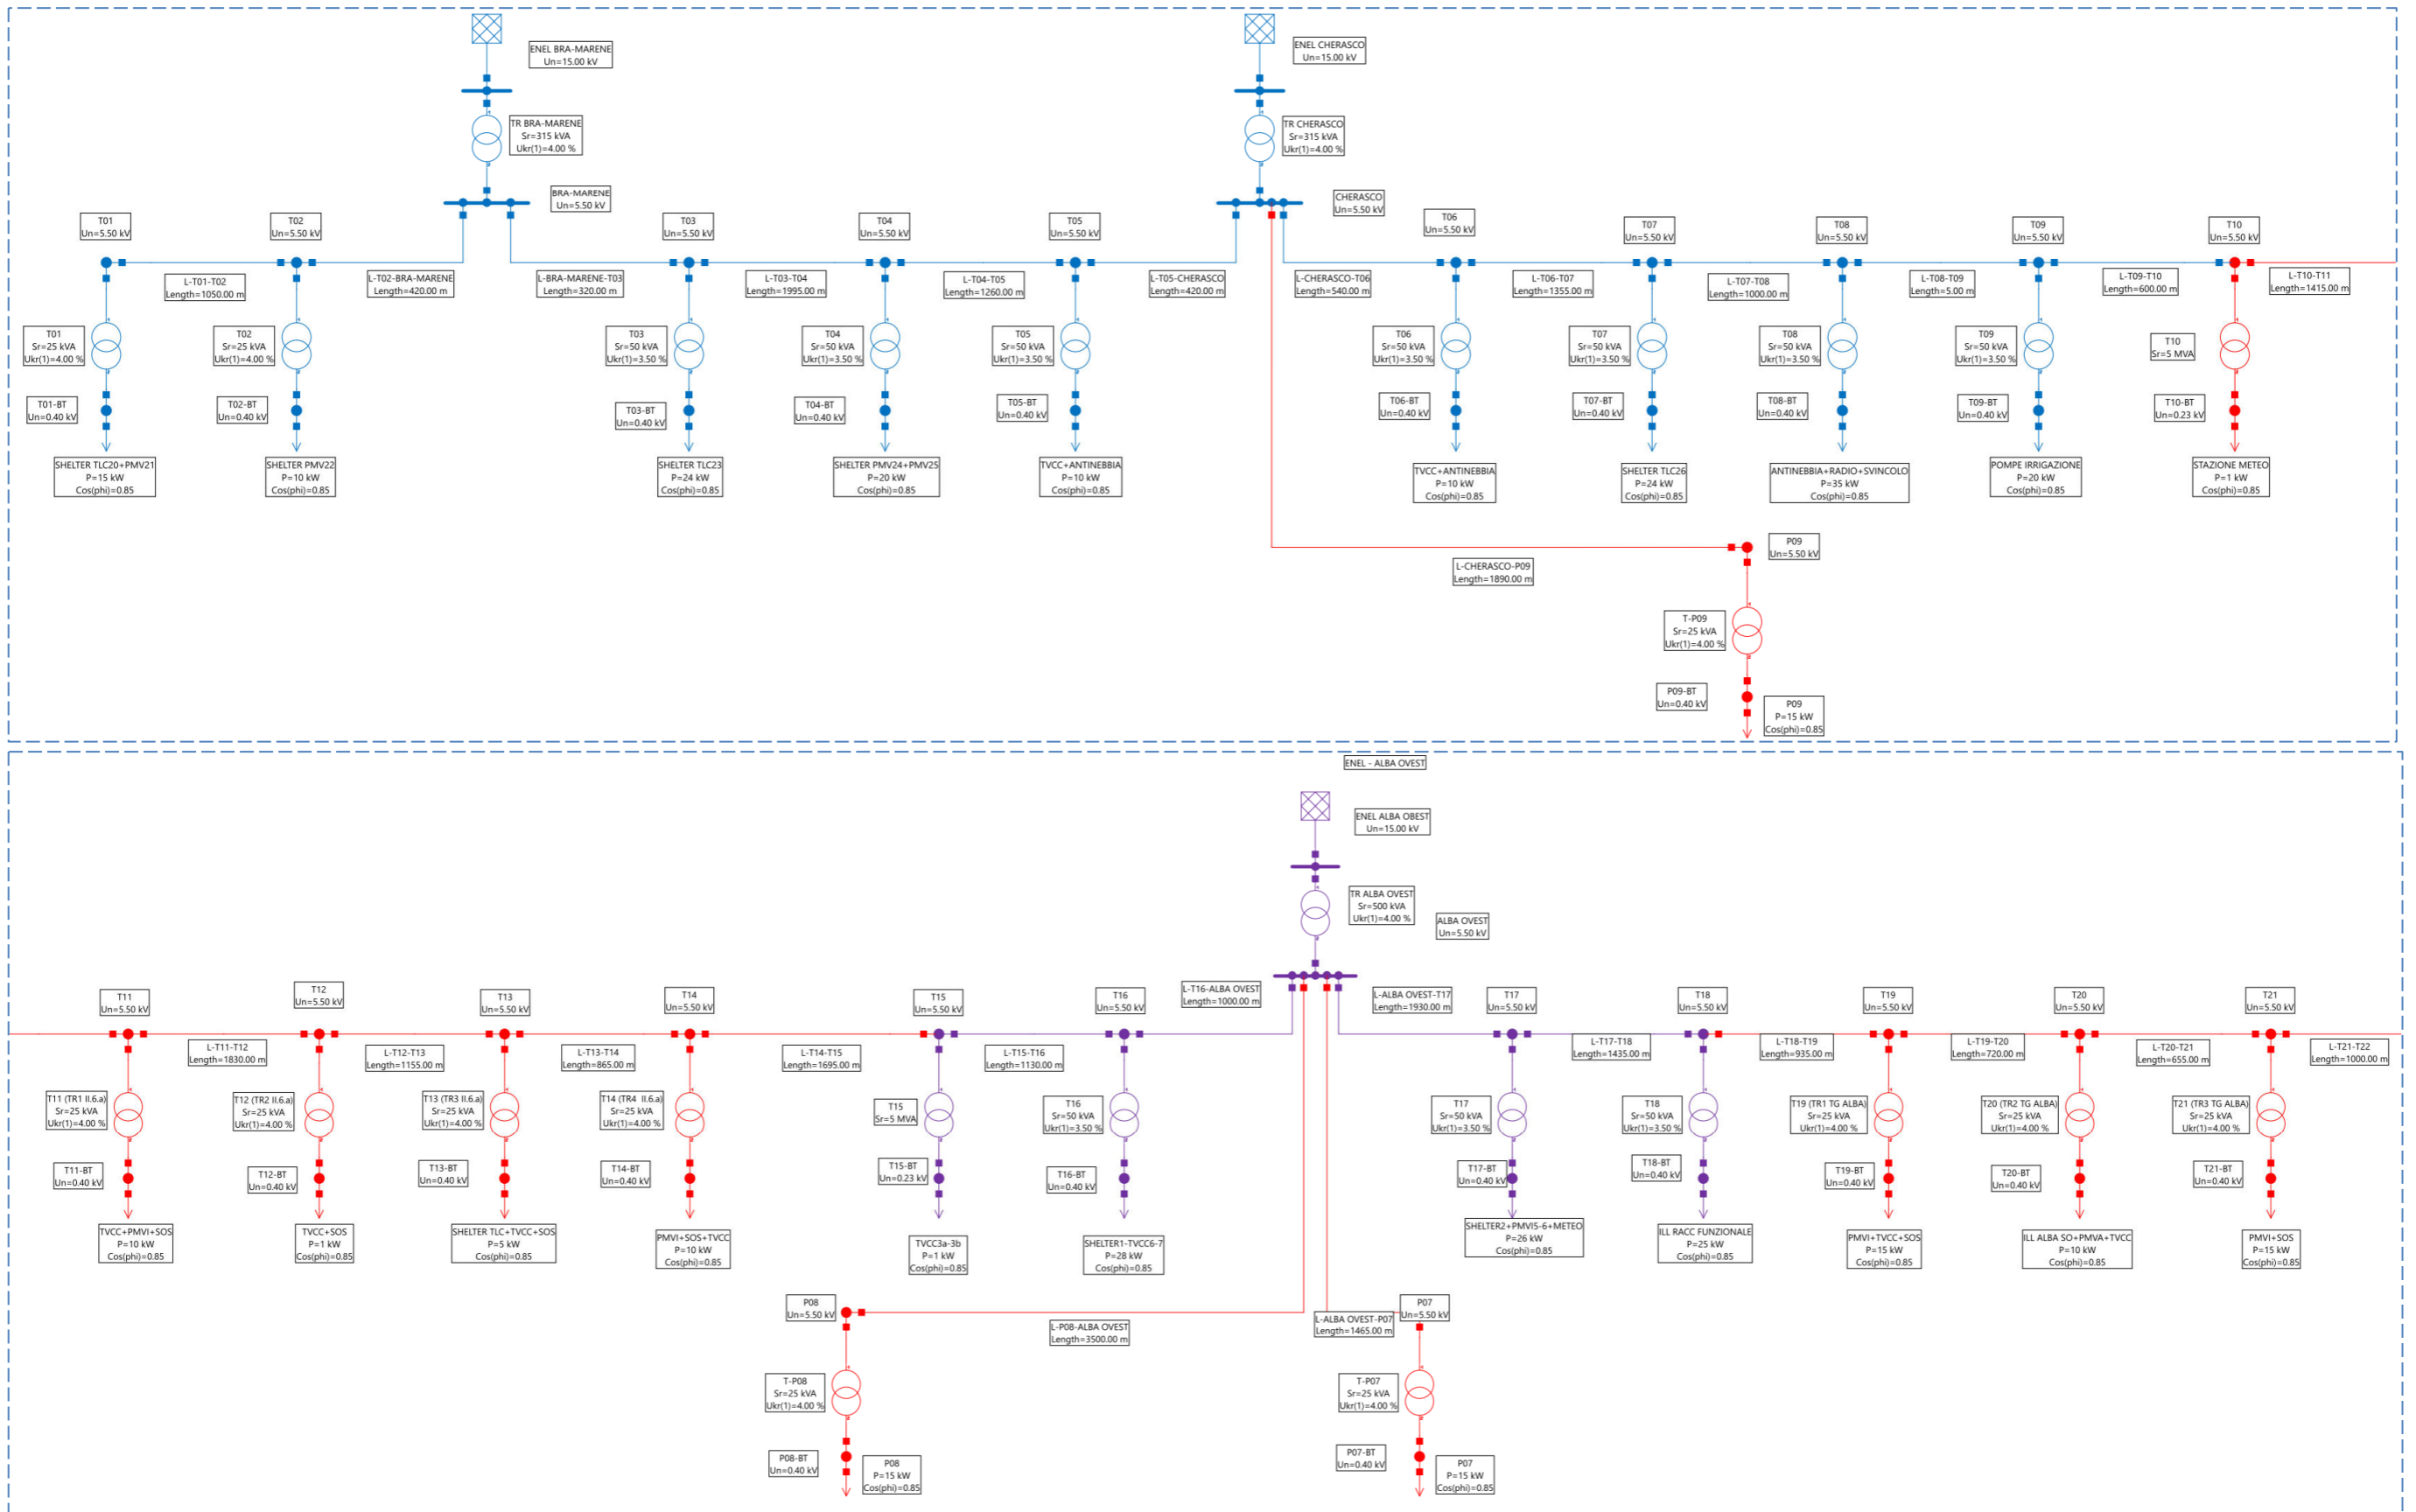 ENEL BRA-MARENE
Un=15.00 kV
ENEL CHERASCO
Un=15.00 kV
TR BRA-MARENE
Sr=315 kVA
Ukr(1)=4.00 %
TR CHERASCO
Sr=315 kVA
Ukr(1)=4.00 %
BRA-MARENE
Un=5.50 kV
CHERASCO
Un=5.50 kV
T01
Un=5.50 kV
T02
Un=5.50 kV
T03
Un=5.50 kV
T04
Un=5.50 kV
T05
Un=5.50 kV
T06
Un=5.50 kV
T07
Un=5.50 kV
T08
Un=5.50 kV
T09
Un=5.50 kV
T10
Un=5.50 kV
L-T01-T02
Length=1050.00 m
L-T02-BRA-MARENE
Length=420.00 m
L-BRA-MARENE-T03
Length=320.00 m
L-T03-T04
Length=1995.00 m
L-T04-T05
Length=1260.00 m
L-T05-CHERASCO
Length=420.00 m
L-CHERASCO-T06
Length=540.00 m
L-T06-T07
Length=1355.00 m
L-T07-T08
Length=1000.00 m
L-T08-T09
Length=5.00 m
L-T09-T10
Length=600.00 m
L-T10-T11
Length=1415.00 m
T01
Sr=25 kVA
Ukr(1)=4.00 %
T02
Sr=25 kVA
Ukr(1)=4.00 %
T03
Sr=50 kVA
Ukr(1)=3.50 %
T04
Sr=50 kVA
Ukr(1)=3.50 %
T05
Sr=50 kVA
Ukr(1)=3.50 %
T06
Sr=50 kVA
Ukr(1)=3.50 %
T07
Sr=50 kVA
Ukr(1)=3.50 %
T08
Sr=50 kVA
Ukr(1)=3.50 %
T09
Sr=50 kVA
Ukr(1)=3.50 %
T10
Sr=5 MVA
T01-BT
Un=0.40 kV
T02-BT
Un=0.40 kV
T03-BT
Un=0.40 kV
T04-BT
Un=0.40 kV
T05-BT
Un=0.40 kV
T06-BT
Un=0.40 kV
T07-BT
Un=0.40 kV
T08-BT
Un=0.40 kV
T09-BT
Un=0.40 kV
T10-BT
Un=0.23 kV
SHELTER TLC20+PMV21
P=15 kW
Cos(phi)=0.85
SHELTER PMV22
P=10 kW
Cos(phi)=0.85
SHELTER TLC23
P=24 kW
Cos(phi)=0.85
SHELTER PMV24+PMV25
P=20 kW
Cos(phi)=0.85
TVCC+ANTINEBBIA
P=10 kW
Cos(phi)=0.85
TVCC+ANTINEBBIA
P=10 kW
Cos(phi)=0.85
SHELTER TLC26
P=24 kW
Cos(phi)=0.85
ANTINEBBIA+RADIO+SVINCOLO
P=35 kW
Cos(phi)=0.85
POMPE IRRIGAZIONE
P=20 kW
Cos(phi)=0.85
STAZIONE METEO
P=1 kW
Cos(phi)=0.85
P09
Un=5.50 kV
L-CHERASCO-P09
Length=1890.00 m
T-P09
Sr=25 kVA
Ukr(1)=4.00 %
P09-BT
Un=0.40 kV
P09
P=15 kW
Cos(phi)=0.85
ENEL - ALBA OVEST
ENEL ALBA OBEST
Un=15.00 kV
TR ALBA OVEST
Sr=500 kVA
Ukr(1)=4.00 %
ALBA OVEST
Un=5.50 kV
T11
Un=5.50 kV
T12
Un=5.50 kV
T13
Un=5.50 kV
T14
Un=5.50 kV
T15
Un=5.50 kV
T16
Un=5.50 kV
L-T16-ALBA OVEST
Length=1000.00 m
L-ALBA OVEST-T17
Length=1930.00 m
T17
Un=5.50 kV
T18
Un=5.50 kV
T19
Un=5.50 kV
T20
Un=5.50 kV
T21
Un=5.50 kV
L-T11-T12
Length=1830.00 m
L-T12-T13
Length=1155.00 m
L-T13-T14
Length=865.00 m
L-T14-T15
Length=1695.00 m
L-T15-T16
Length=1130.00 m
L-T17-T18
Length=1435.00 m
L-T18-T19
Length=935.00 m
L-T19-T20
Length=720.00 m
L-T20-T21
Length=655.00 m
L-T21-T22
Length=1000.00 m
T11 (TR1 II.6.a)
Sr=25 kVA
Ukr(1)=4.00 %
T12 (TR2 II.6.a)
Sr=25 kVA
Ukr(1)=4.00 %
T13 (TR3 II.6.a)
Sr=25 kVA
Ukr(1)=4.00 %
T14 (TR4 II.6.a)
Sr=25 kVA
Ukr(1)=4.00 %
T15
Sr=5 MVA
T16
Sr=50 kVA
Ukr(1)=3.50 %
T17
Sr=50 kVA
Ukr(1)=3.50 %
T18
Sr=50 kVA
Ukr(1)=3.50 %
T19 (TR1 TG ALBA)
Sr=25 kVA
Ukr(1)=4.00 %
T20 (TR2 TG ALBA)
Sr=25 kVA
Ukr(1)=4.00 %
T21 (TR3 TG ALBA)
Sr=25 kVA
Ukr(1)=4.00 %
T11-BT
Un=0.40 kV
T12-BT
Un=0.40 kV
T13-BT
Un=0.40 kV
T14-BT
Un=0.40 kV
T15-BT
Un=0.23 kV
T16-BT
Un=0.40 kV
T17-BT
Un=0.40 kV
T18-BT
Un=0.40 kV
T19-BT
Un=0.40 kV
T20-BT
Un=0.40 kV
T21-BT
Un=0.40 kV
TVCC+PMVI+SOS
P=10 kW
Cos(phi)=0.85
TVCC+SOS
P=1 kW
Cos(phi)=0.85
SHELTER TLC+TVCC+SOS
P=5 kW
Cos(phi)=0.85
PMVI+SOS+TVCC
P=10 kW
Cos(phi)=0.85
TVCC3a-3b
P=1 kW
Cos(phi)=0.85
SHELTER1-TVCC6-7
P=28 kW
Cos(phi)=0.85
SHELTER2+PMVI5-6+METEO
P=26 kW
Cos(phi)=0.85
ILL RACC FUNZIONALE
P=25 kW
Cos(phi)=0.85
PMVI+TVCC+SOS
P=15 kW
Cos(phi)=0.85
ILL ALBA SO+PMVA+TVCC
P=10 kW
Cos(phi)=0.85
PMVI+SOS
P=15 kW
Cos(phi)=0.85
P08
Un=5.50 kV
L-P08-ALBA OVEST
Length=3500.00 m
L-ALBA OVEST-P07
Length=1465.00 m
P07
Un=5.50 kV
T-P08
Sr=25 kVA
Ukr(1)=4.00 %
T-P07
Sr=25 kVA
Ukr(1)=4.00 %
P08-BT
Un=0.40 kV
P08
P=15 kW
Cos(phi)=0.85
P07-BT
Un=0.40 kV
P07
P=15 kW
Cos(phi)=0.85